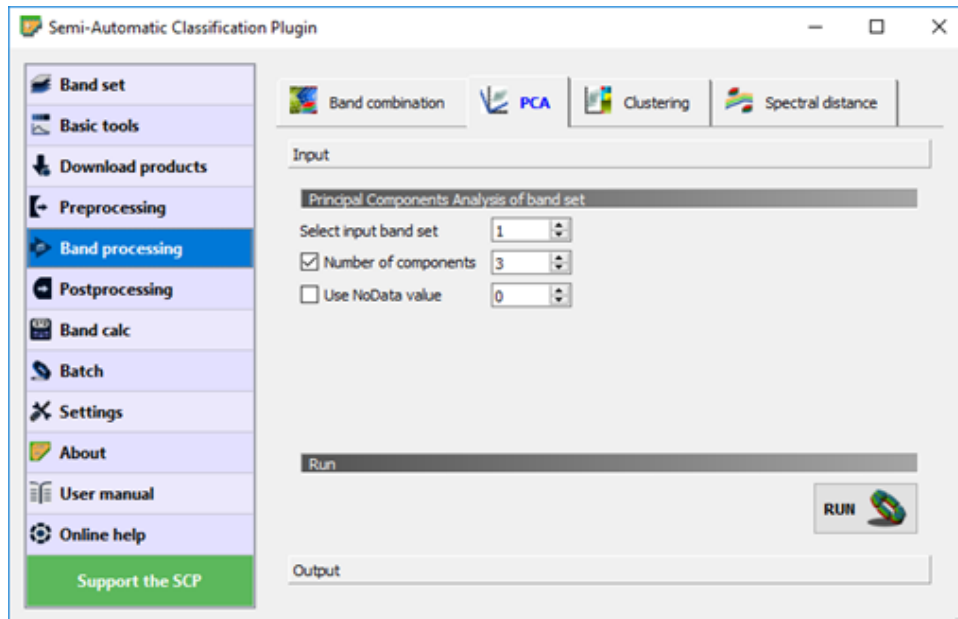 Semi-Automatic Classification Plugin
Band set
Basic tools
Download products
Preprocessing
Band processing
Postprocessing
Band calc
Batch
Settings
About
User manual
Online help
Support the SCP
Band combination
PCA
Clustering
Spectral distance
Input
Principal Components Analysis of band set
Select input band set 1
Number of components 3
Use NoData value 0
Run
RUN
Output